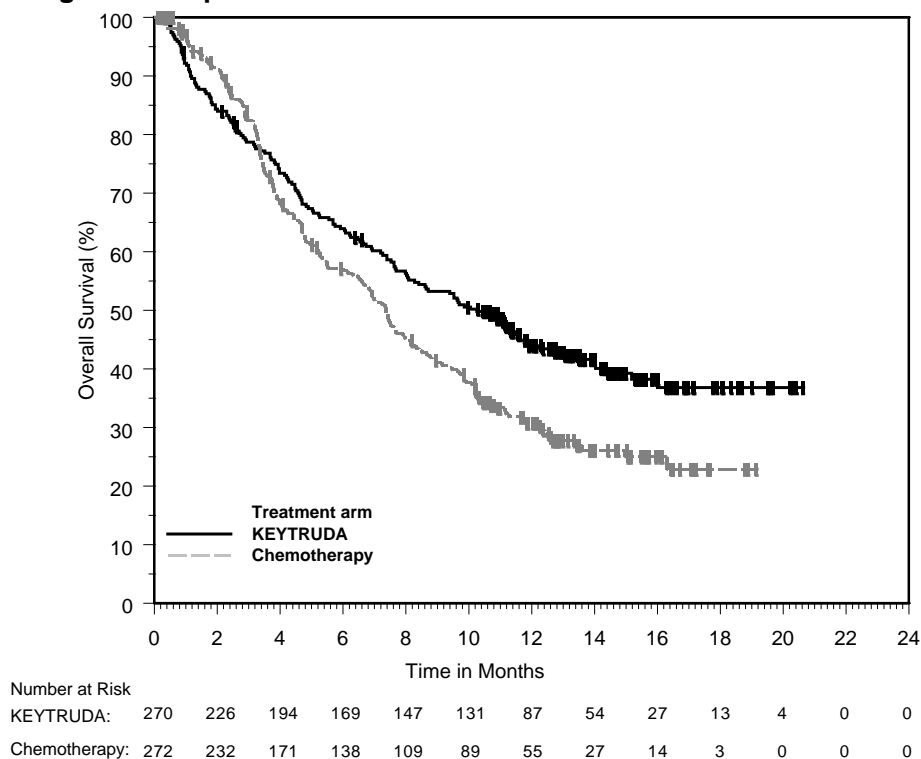 100
90
80
70
60
50
40
30
20
10
0
Overall Survival (%)
Treatment arm
KEYTRUDA
Chemotherapy
0 2 4 6 8 10 12 14 16 18 20 22 24
Time in Months
Number at Risk
KEYTRUDA: 270 226 194 169 147 131 87 54 27 13 4 0 0
Chemotherapy: 272 232 171 138 109 89 55 27 14 3 0 0 0